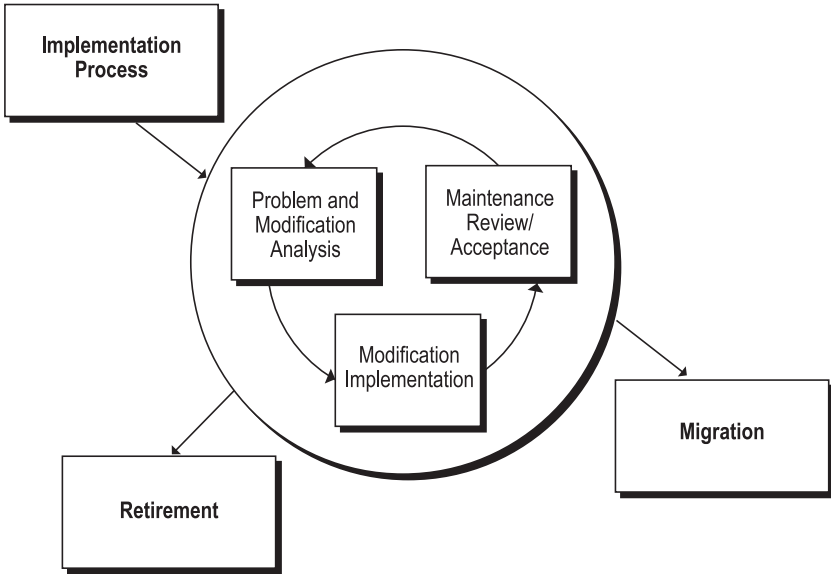 Implementation
Process
Problem and
Modification
Analysis
Maintenance
Review/
Acceptance
Modification
Implementation
Migration
Retirement